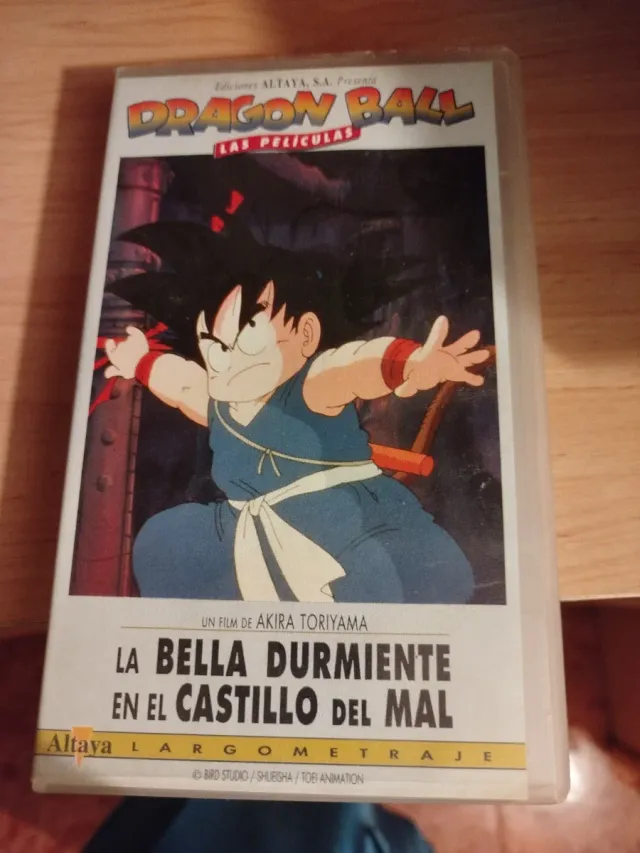 Ediciones ALTAYA, S.A. Presenta
DRAGON BALL
LAS PELÍCULAS
UN FILM DE AKIRA TORIYAMA
LA BELLA DURMIENTE
EN EL CASTILLO DEL MAL
Altaya LARGOMETRAJE
© BIRD STUDIO / SHUEISHA / TOEI ANIMATION